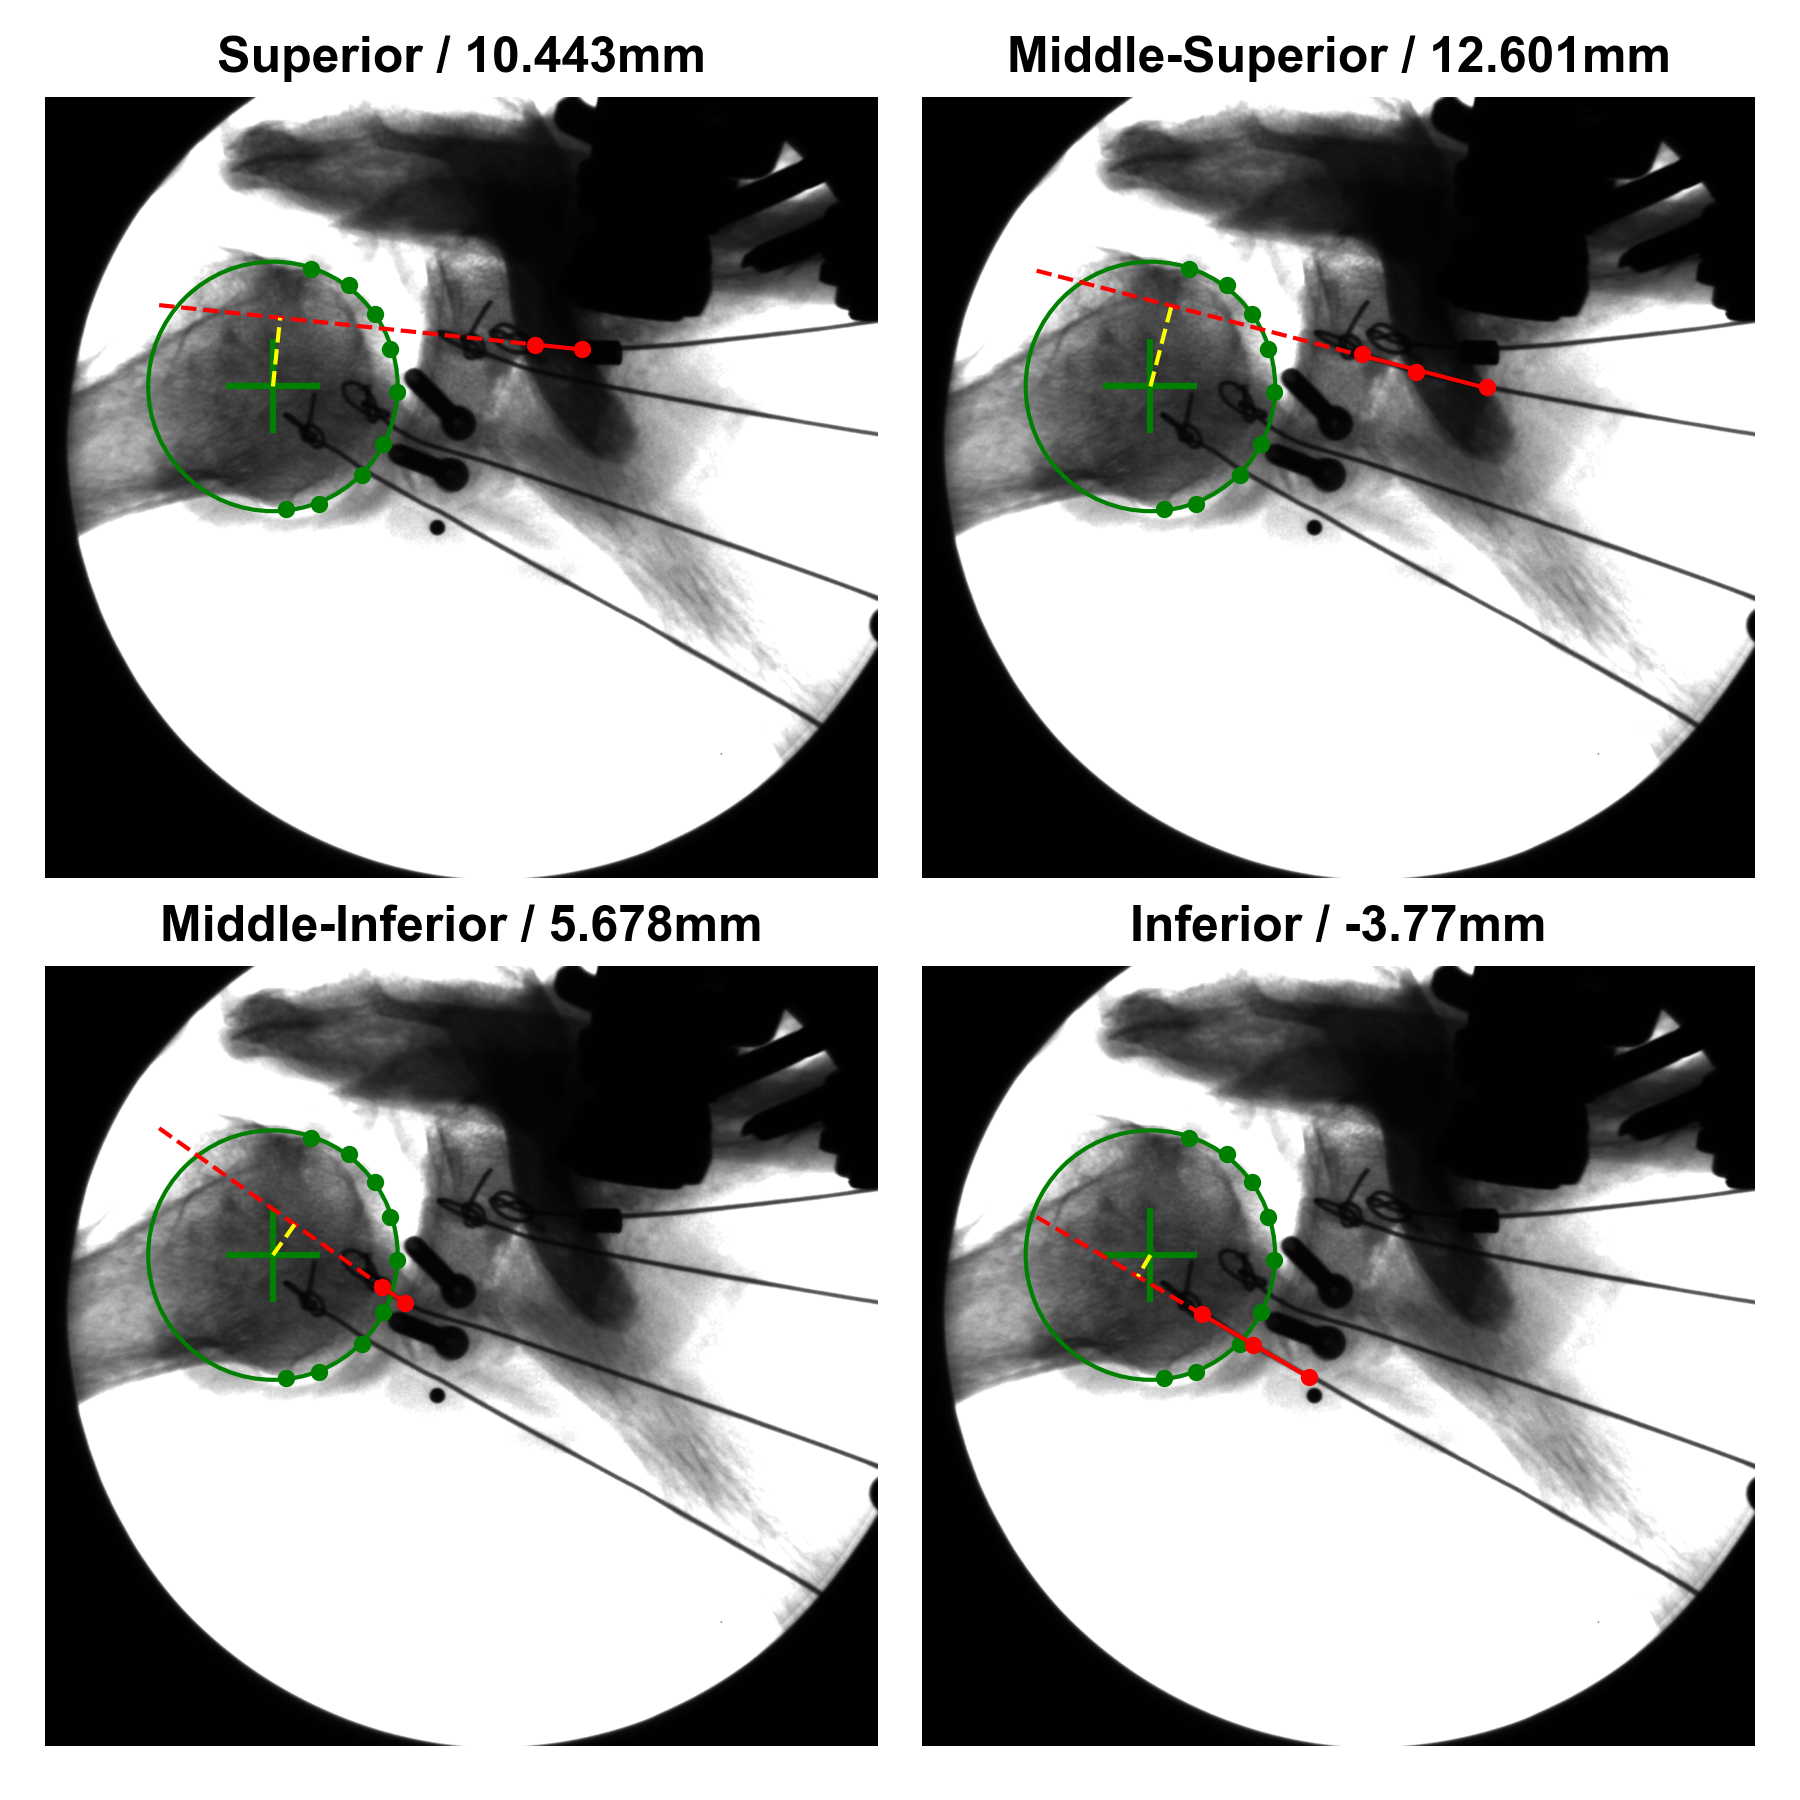 Superior / 10.443mm
Middle-Superior / 12.601mm
Middle-Inferior / 5.678mm
Inferior / -3.77mm